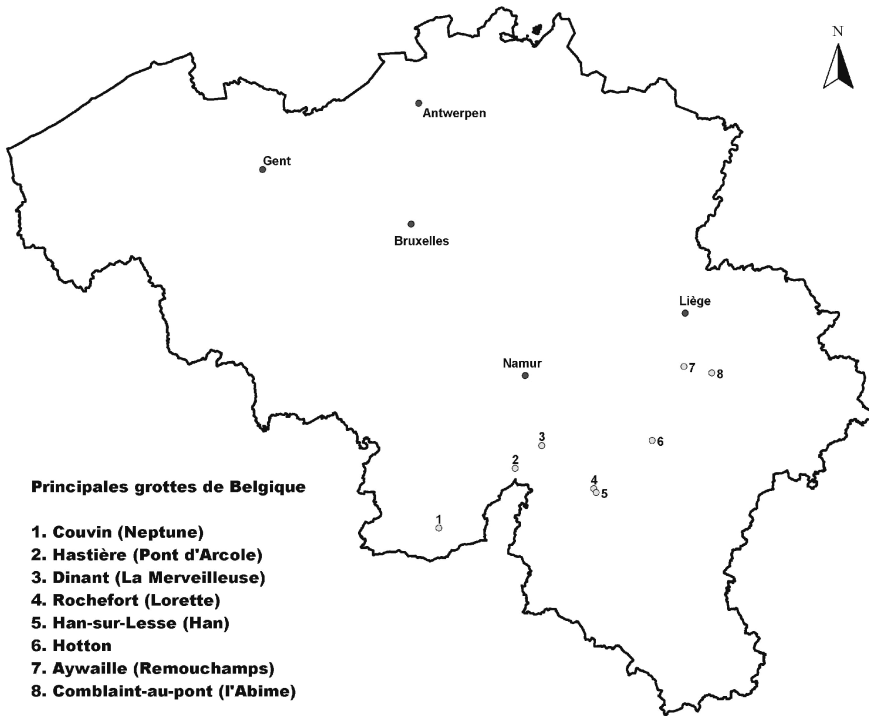 N
Antwerpen
Gent
Bruxelles
Liège
Namur
7
8
6
3
2
4
5
1
Principales grottes de Belgique
1. Couvin (Neptune)
2. Hastière (Pont d'Arcole)
3. Dinant (La Merveilleuse)
4. Rochefort (Lorette)
5. Han-sur-Lesse (Han)
6. Hotton
7. Aywaille (Remouchamps)
8. Comblaint-au-pont (l'Abime)